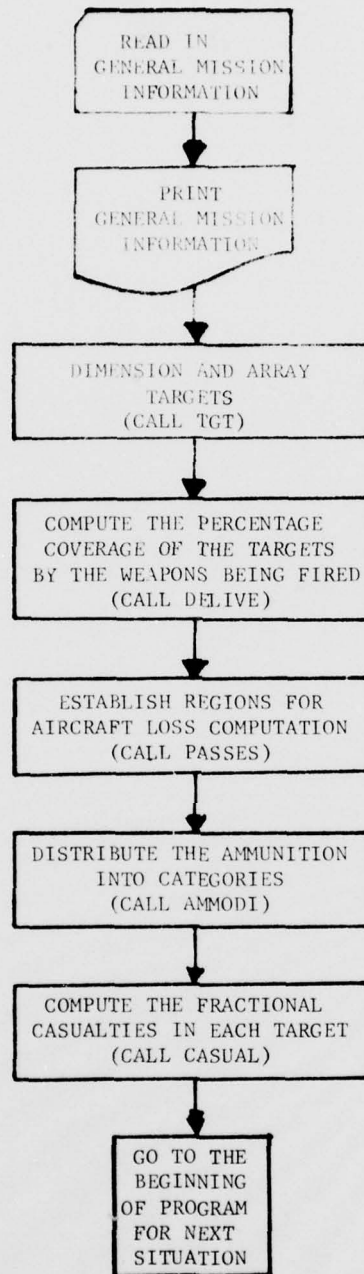 READ IN
GENERAL MISSION
INFORMATION
PRINT
GENERAL MISSION
INFORMATION
DIMENSION AND ARRAY
TARGETS
(CALL TGT)
COMPUTE THE PERCENTAGE
COVERAGE OF THE TARGETS
BY THE WEAPONS BEING FIRED
(CALL DELIVE)
ESTABLISH REGIONS FOR
AIRCRAFT LOSS COMPUTATION
(CALL PASSES)
DISTRIBUTE THE AMMUNITION
INTO CATEGORIES
(CALL AMMODI)
COMPUTE THE FRACTIONAL
CASUALTIES IN EACH TARGET
(CALL CASUAL)
GO TO THE
BEGINNING
OF PROGRAM
FOR NEXT
SITUATION